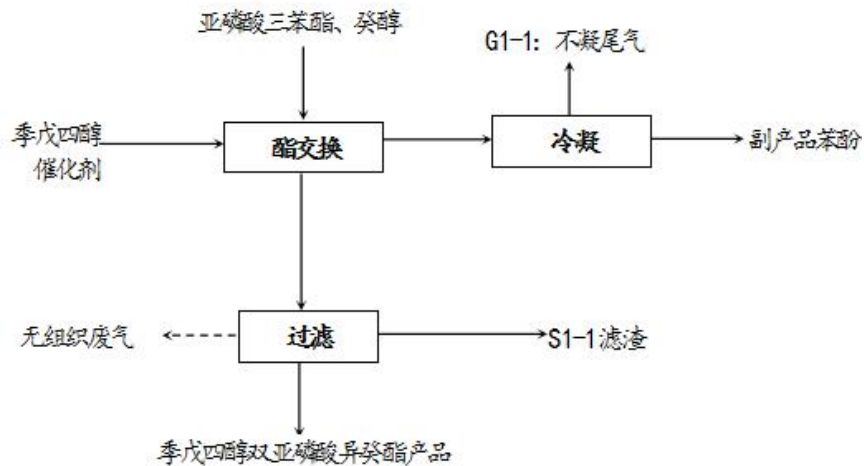 亚磷酸三苯酯、癸醇
G1-1: 不凝尾气
季戊四醇
催化剂
酯交换
冷凝
副产品苯酚
无组织废气
过滤
S1-1滤渣
季戊四醇双亚磷酸异癸酯产品